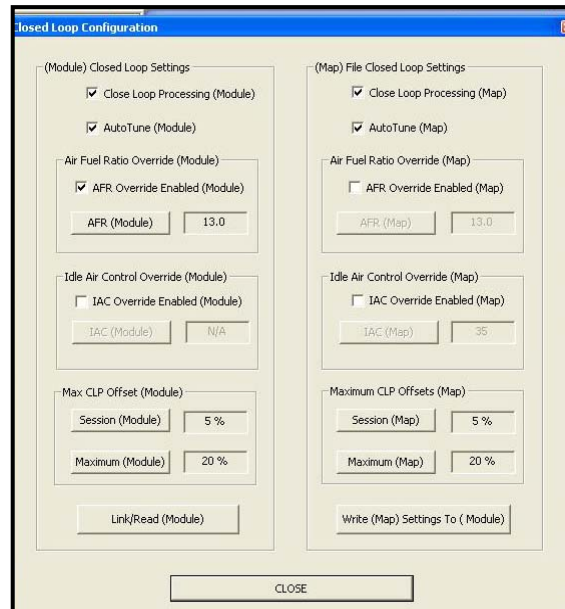 Closed Loop Configuration
(Module) Closed Loop Settings
Close Loop Processing (Module)
AutoTune (Module)
Air Fuel Ratio Override (Module)
AFR Override Enabled (Module)
AFR (Module)
13.0
Idle Air Control Override (Module)
IAC Override Enabled (Module)
IAC (Module)
N/A
Max CLP Offset (Module)
Session (Module)
5 %
Maximum (Module)
20 %
Link/Read (Module)
(Map) File Closed Loop Settings
Close Loop Processing (Map)
AutoTune (Map)
Air Fuel Ratio Override (Map)
AFR Override Enabled (Map)
AFR (Map)
13.0
Idle Air Control Override (Map)
IAC Override Enabled (Map)
IAC (Map)
35
Maximum CLP Offsets (Map)
Session (Map)
5 %
Maximum (Map)
20 %
Write (Map) Settings To ( Module)
CLOSE